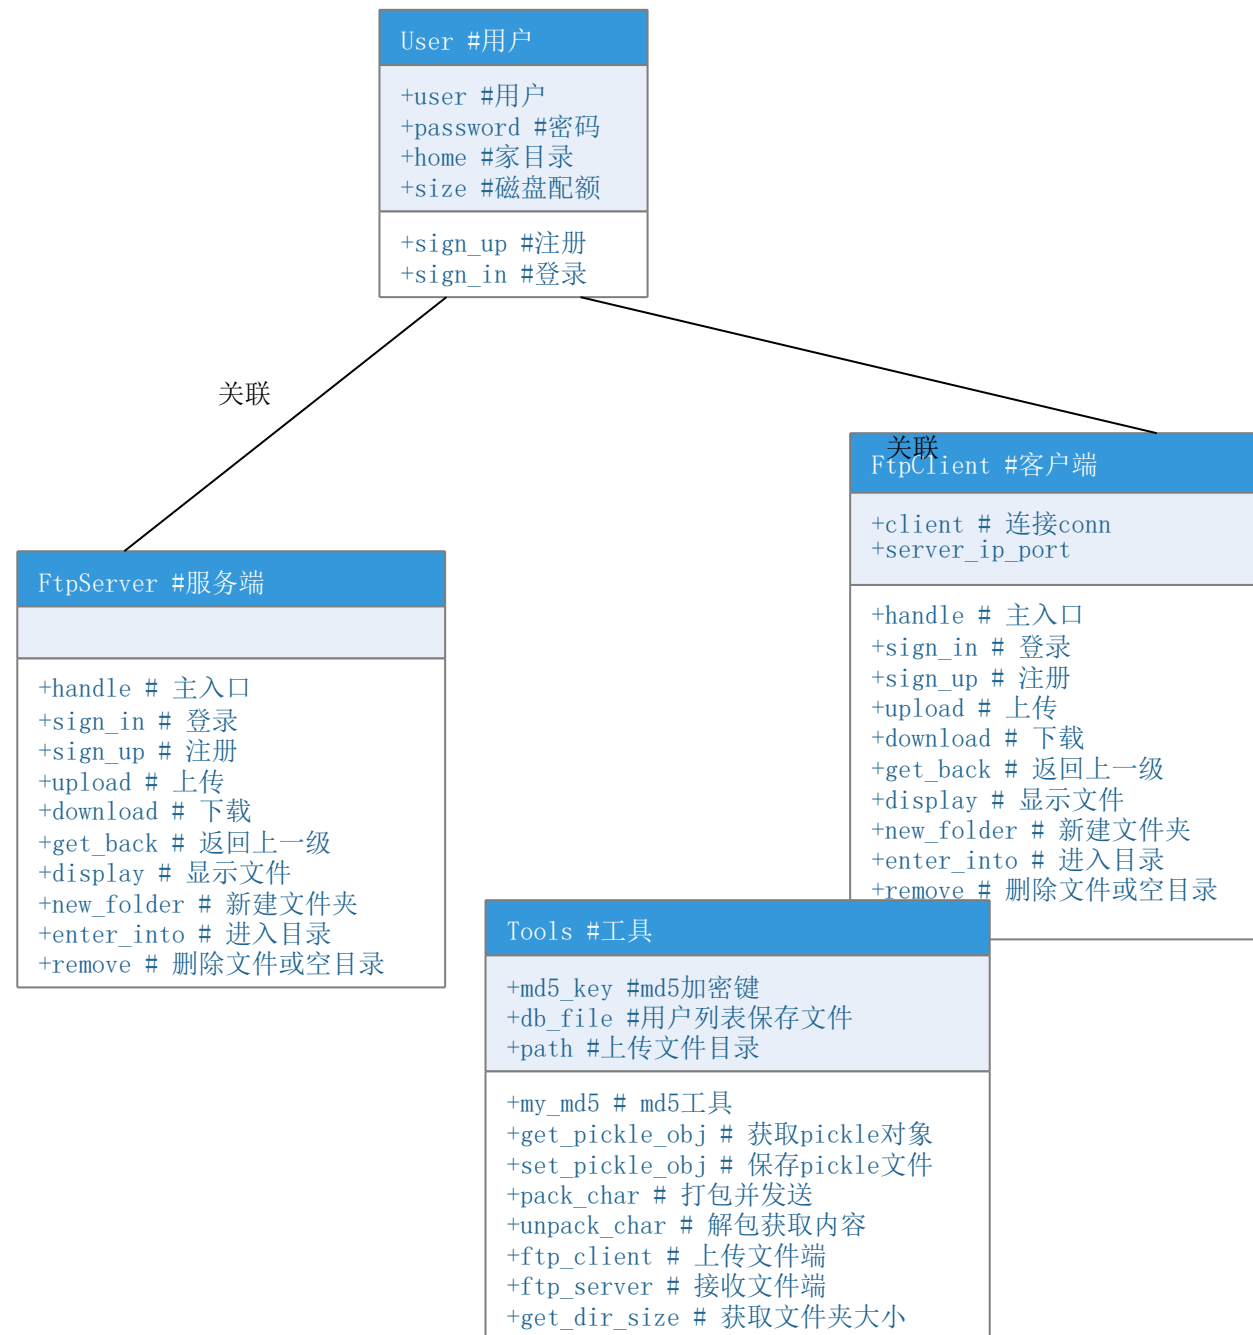 User #用户
+user #用户
+password #密码
+home #家目录
+size #磁盘配额
+sign_up #注册
+sign_in #登录
关联
关联
FtpClient #客户端
+client # 连接conn
+server_ip_port
+handle # 主入口
+sign_in # 登录
+sign_up # 注册
+upload # 上传
+download # 下载
+get_back # 返回上一级
+display # 显示文件
+new_folder # 新建文件夹
+enter_into # 进入目录
+remove # 删除文件或空目录
FtpServer #服务端
+handle # 主入口
+sign_in # 登录
+sign_up # 注册
+upload # 上传
+download # 下载
+get_back # 返回上一级
+display # 显示文件
+new_folder # 新建文件夹
+enter_into # 进入目录
+remove # 删除文件或空目录
Tools #工具
+md5_key #md5加密键
+db_file #用户列表保存文件
+path #上传文件目录
+my_md5 # md5工具
+get_pickle_obj # 获取pickle对象
+set_pickle_obj # 保存pickle文件
+pack_char # 打包并发送
+unpack_char # 解包获取内容
+ftp_client # 上传文件端
+ftp_server # 接收文件端
+get_dir_size # 获取文件夹大小